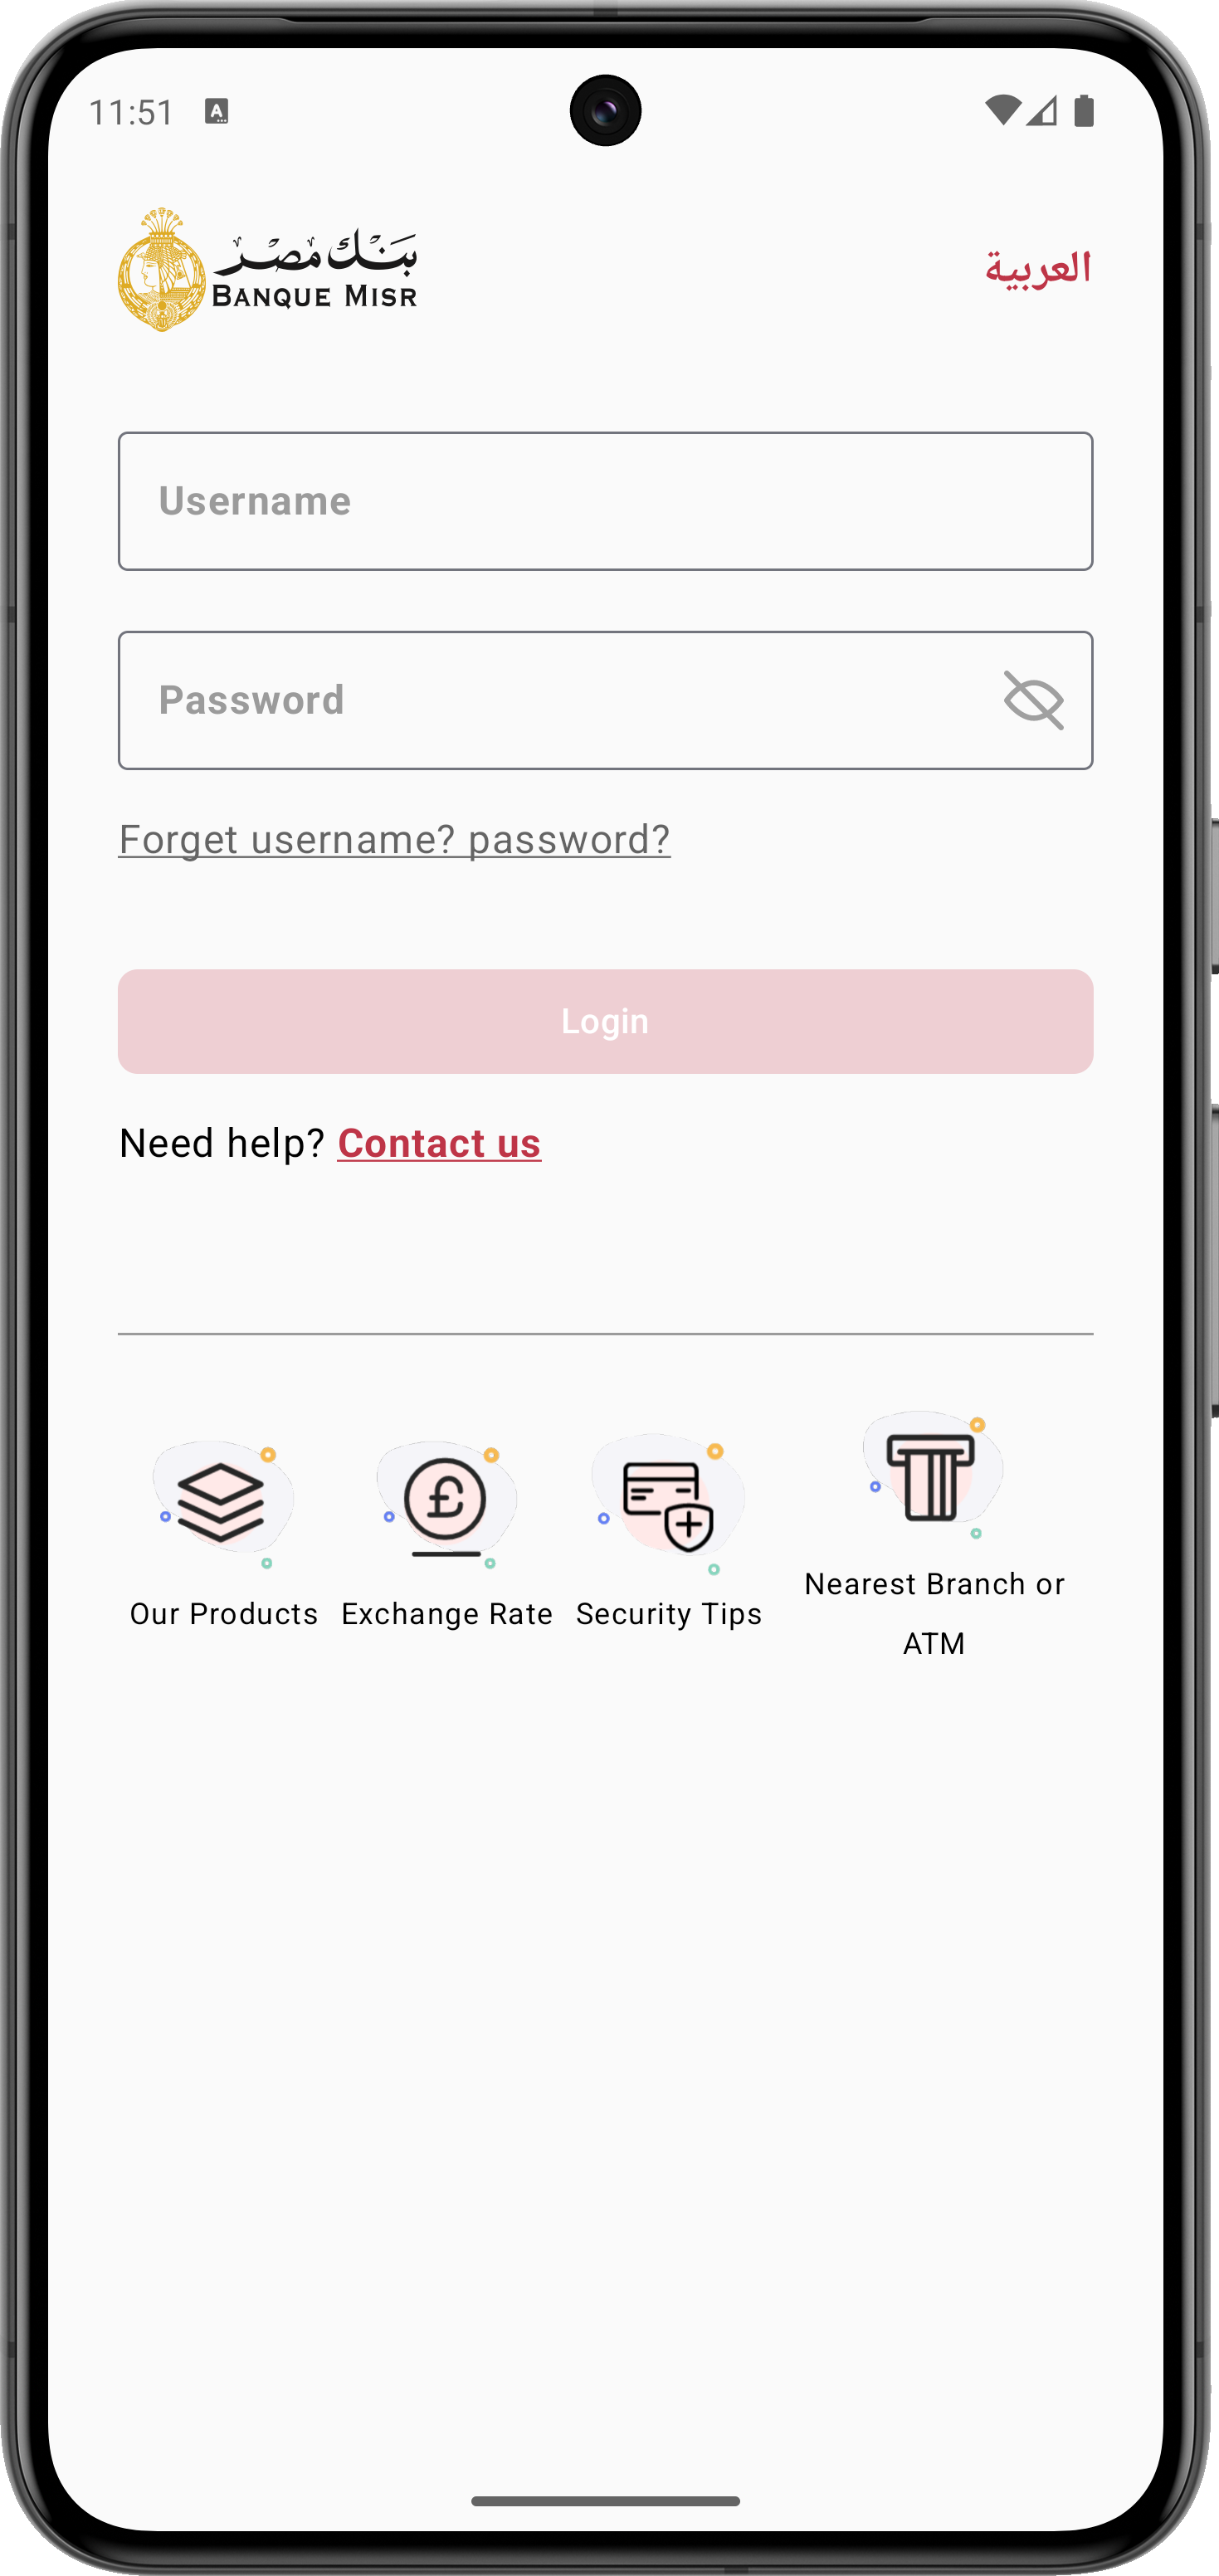 11:51
A
بنك مصر
BANQUE MISR
العربية
Username
Password
Forget username? password?
Login
Need help? Contact us
Our Products
Exchange Rate
Security Tips
Nearest Branch or
ATM